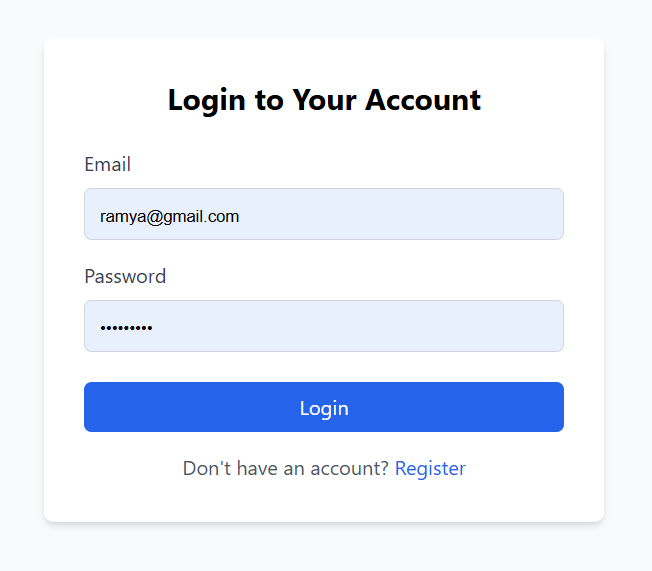 Login to Your Account
Email
ramya@gmail.com
Password
•••••••••
Login
Don't have an account? Register